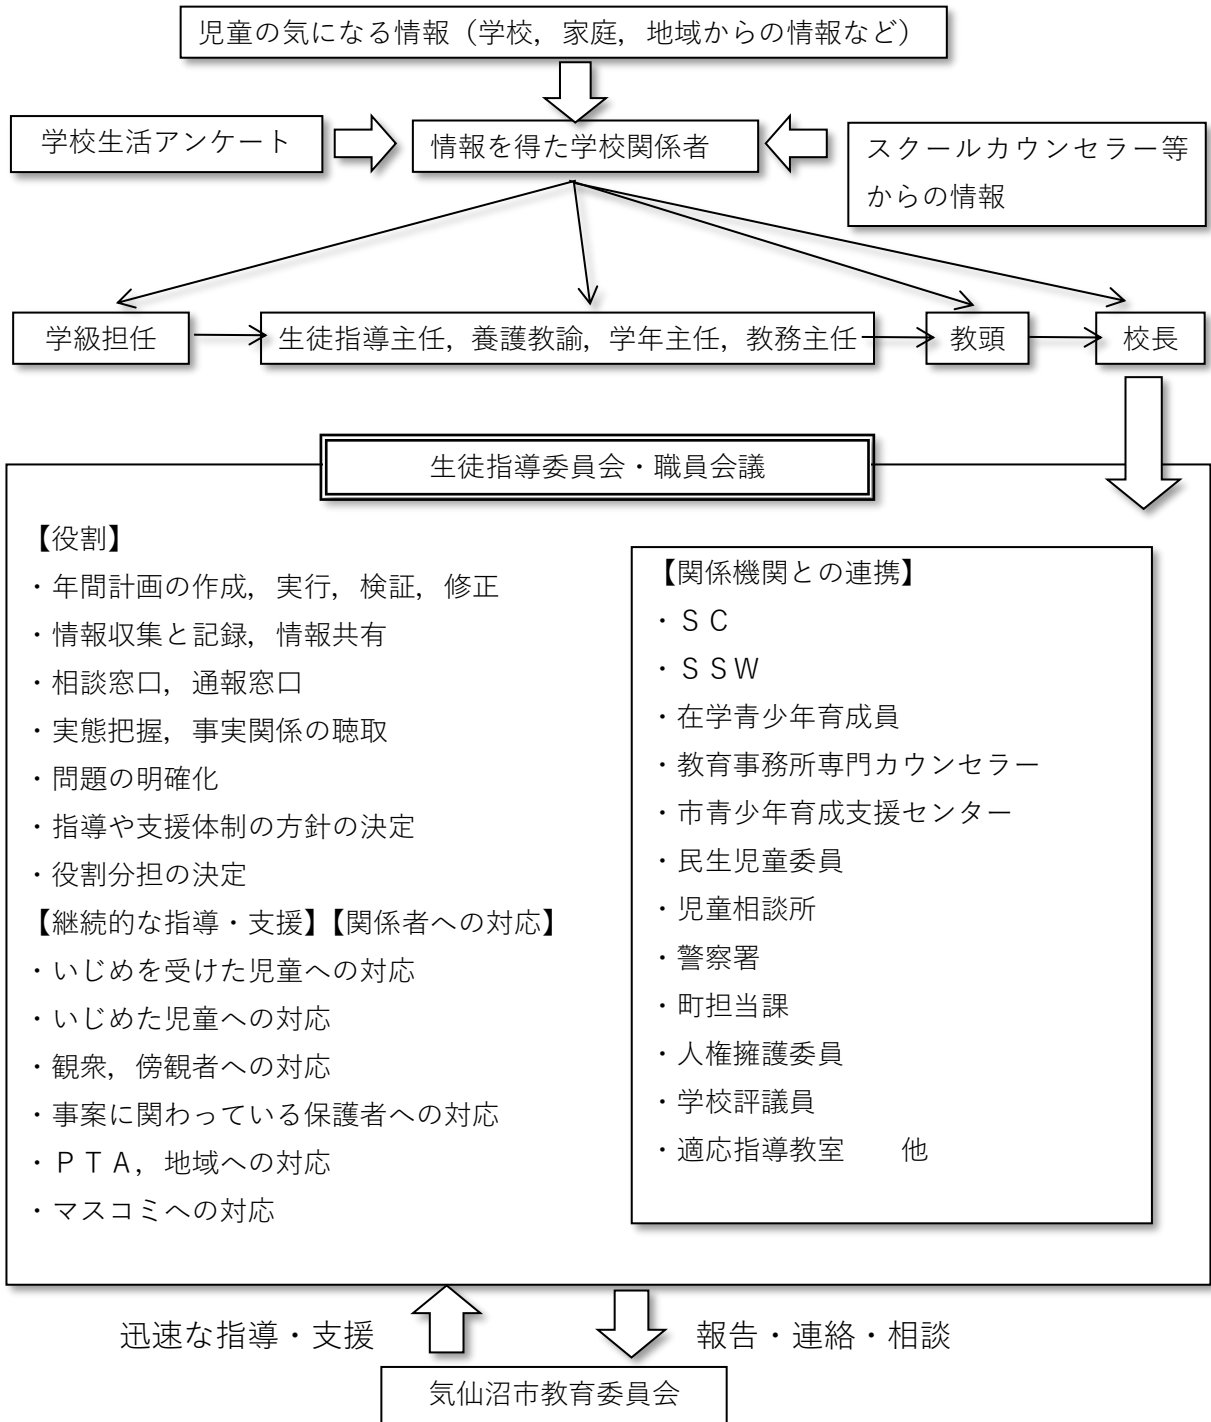 児童の気になる情報（学校，家庭，地域からの情報など）
学校生活アンケート
情報を得た学校関係者
スクールカウンセラー等
からの情報
学級担任
生徒指導主任，養護教諭，学年主任，教務主任
教頭
校長
生徒指導委員会・職員会議
【役割】
・年間計画の作成，実行，検証，修正
・情報収集と記録，情報共有
・相談窓口，通報窓口
・実態把握，事実関係の聴取
・問題の明確化
・指導や支援体制の方針の決定
・役割分担の決定
【継続的な指導・支援】【関係者への対応】
・いじめを受けた児童への対応
・いじめた児童への対応
・観衆，傍観者への対応
・事案に関わっている保護者への対応
・ＰＴＡ，地域への対応
・マスコミへの対応
【関係機関との連携】
・ＳＣ
・ＳＳＷ
・在学青少年育成員
・教育事務所専門カウンセラー
・市青少年育成支援センター
・民生児童委員
・児童相談所
・警察署
・町担当課
・人権擁護委員
・学校評議員
・適応指導教室　　他
迅速な指導・支援
報告・連絡・相談
気仙沼市教育委員会